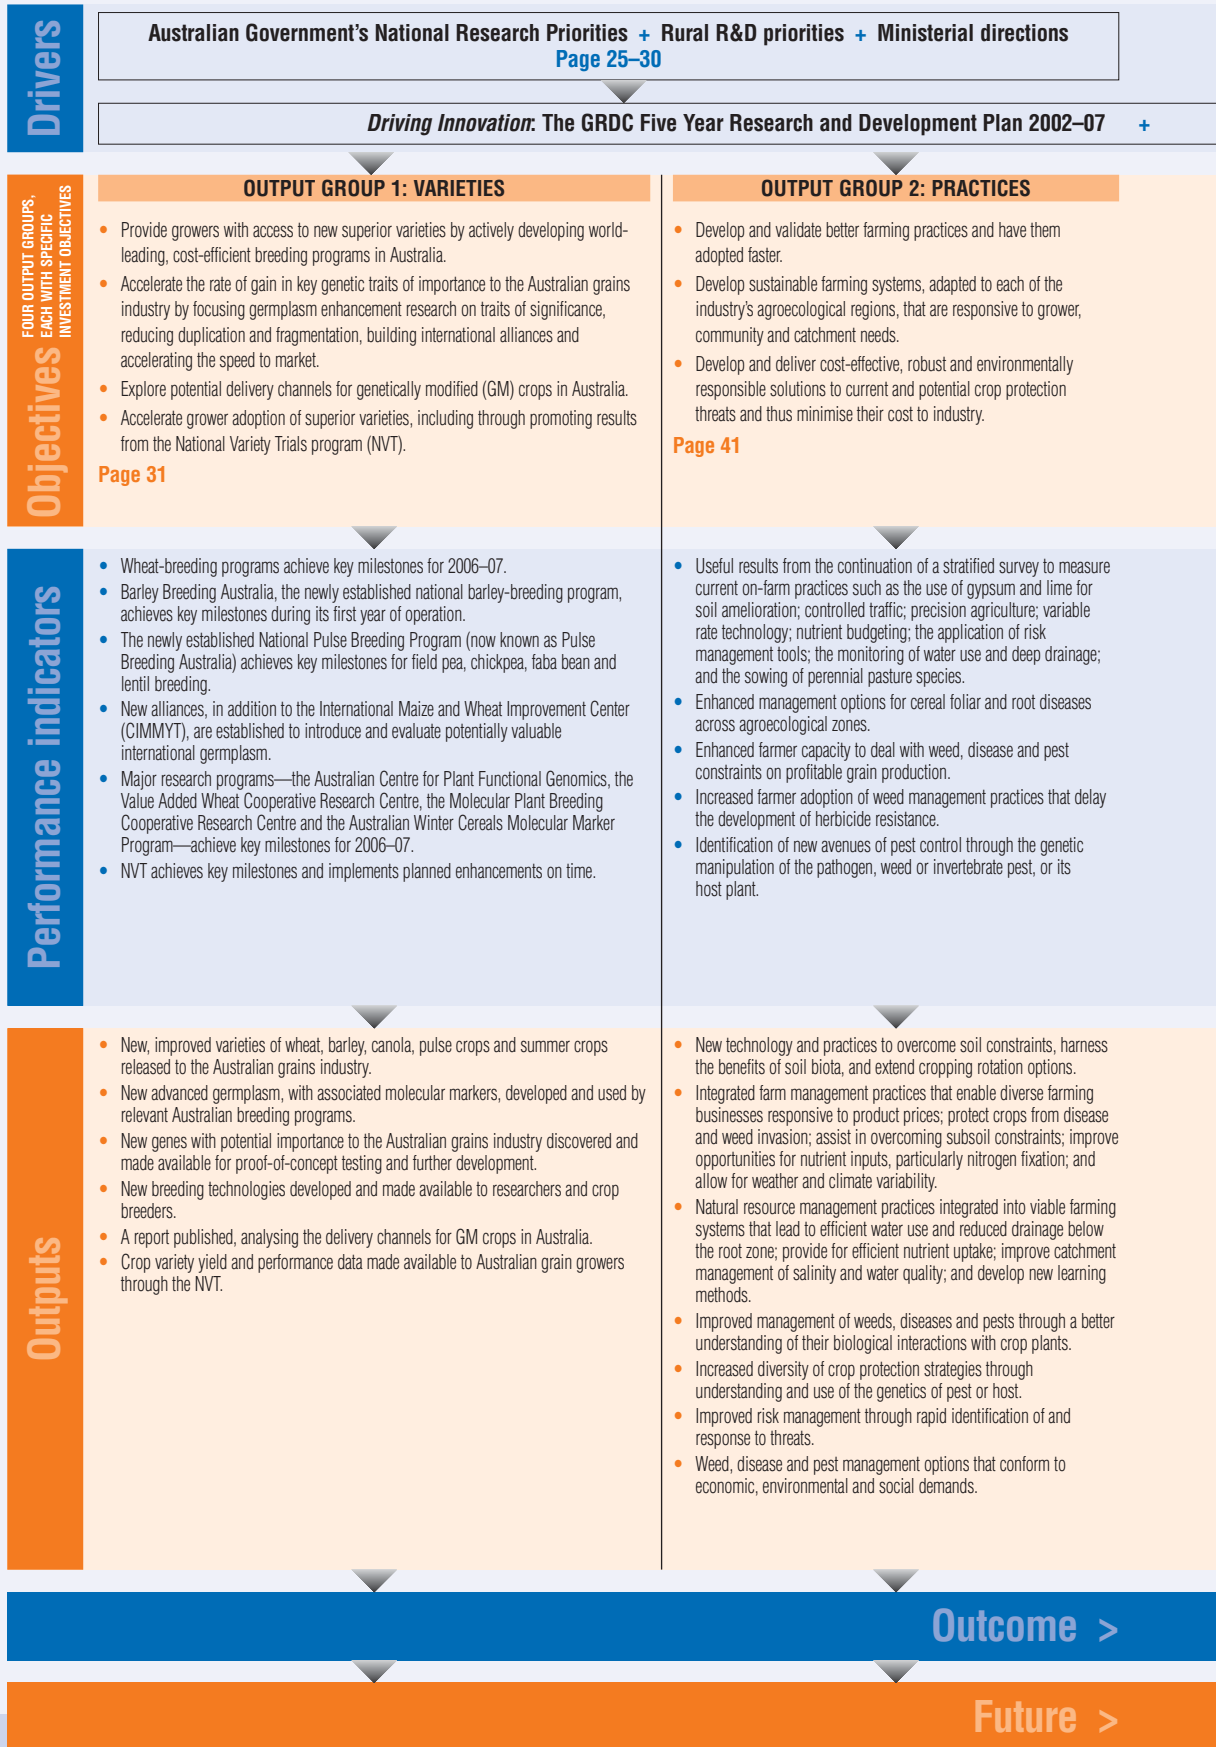 Drivers
Australian Government's National Research Priorities + Rural R&D priorities + Ministerial directions
Page 25–30
Driving Innovation: The GRDC Five Year Research and Development Plan 2002–07 +
FOUR OUTPUT GROUPS,
EACH WITH SPECIFIC
INVESTMENT OBJECTIVES
Objectives
OUTPUT GROUP 1: VARIETIES
• Provide growers with access to new superior varieties by actively developing world-
leading, cost-efficient breeding programs in Australia.
• Accelerate the rate of gain in key genetic traits of importance to the Australian grains
industry by focusing germplasm enhancement research on traits of significance,
reducing duplication and fragmentation, building international alliances and
accelerating the speed to market.
• Explore potential delivery channels for genetically modified (GM) crops in Australia.
• Accelerate grower adoption of superior varieties, including through promoting results
from the National Variety Trials program (NVT).
Page 31
OUTPUT GROUP 2: PRACTICES
• Develop and validate better farming practices and have them
adopted faster.
• Develop sustainable farming systems, adapted to each of the
industry's agroecological regions, that are responsive to grower,
community and catchment needs.
• Develop and deliver cost-effective, robust and environmentally
responsible solutions to current and potential crop protection
threats and thus minimise their cost to industry.
Page 41
Performance indicators
• Wheat-breeding programs achieve key milestones for 2006–07.
• Barley Breeding Australia, the newly established national barley-breeding program,
achieves key milestones during its first year of operation.
• The newly established National Pulse Breeding Program (now known as Pulse
Breeding Australia) achieves key milestones for field pea, chickpea, faba bean and
lentil breeding.
• New alliances, in addition to the International Maize and Wheat Improvement Center
(CIMMYT), are established to introduce and evaluate potentially valuable
international germplasm.
• Major research programs—the Australian Centre for Plant Functional Genomics, the
Value Added Wheat Cooperative Research Centre, the Molecular Plant Breeding
Cooperative Research Centre and the Australian Winter Cereals Molecular Marker
Program—achieve key milestones for 2006–07.
• NVT achieves key milestones and implements planned enhancements on time.
• Useful results from the continuation of a stratified survey to measure
current on-farm practices such as the use of gypsum and lime for
soil amelioration; controlled traffic; precision agriculture; variable
rate technology; nutrient budgeting; the application of risk
management tools; the monitoring of water use and deep drainage;
and the sowing of perennial pasture species.
• Enhanced management options for cereal foliar and root diseases
across agroecological zones.
• Enhanced farmer capacity to deal with weed, disease and pest
constraints on profitable grain production.
• Increased farmer adoption of weed management practices that delay
the development of herbicide resistance.
• Identification of new avenues of pest control through the genetic
manipulation of the pathogen, weed or invertebrate pest, or its
host plant.
Outputs
• New, improved varieties of wheat, barley, canola, pulse crops and summer crops
released to the Australian grains industry.
• New advanced germplasm, with associated molecular markers, developed and used by
relevant Australian breeding programs.
• New genes with potential importance to the Australian grains industry discovered and
made available for proof-of-concept testing and further development.
• New breeding technologies developed and made available to researchers and crop
breeders.
• A report published, analysing the delivery channels for GM crops in Australia.
• Crop variety yield and performance data made available to Australian grain growers
through the NVT.
• New technology and practices to overcome soil constraints, harness
the benefits of soil biota, and extend cropping rotation options.
• Integrated farm management practices that enable diverse farming
businesses responsive to product prices; protect crops from disease
and weed invasion; assist in overcoming subsoil constraints; improve
opportunities for nutrient inputs, particularly nitrogen fixation; and
allow for weather and climate variability.
• Natural resource management practices integrated into viable farming
systems that lead to efficient water use and reduced drainage below
the root zone; provide for efficient nutrient uptake; improve catchment
management of salinity and water quality; and develop new learning
methods.
• Improved management of weeds, diseases and pests through a better
understanding of their biological interactions with crop plants.
• Increased diversity of crop protection strategies through
understanding and use of the genetics of pest or host.
• Improved risk management through rapid identification of and
response to threats.
• Weed, disease and pest management options that conform to
economic, environmental and social demands.
Outcome >
Future >